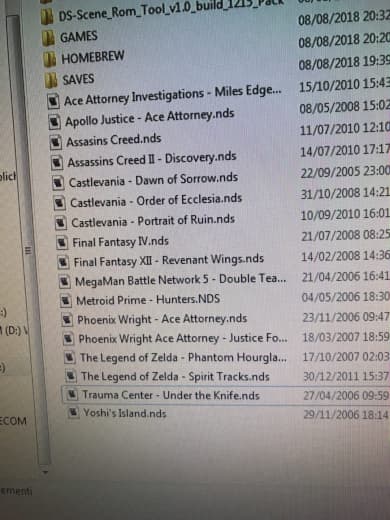 DS-Scene_Rom_Tool_v1.0_build_1215_Pack
08/08/2018 20:32
GAMES 08/08/2018 20:20
HOMEBREW 08/08/2018 19:39
SAVES 15/10/2010 15:43
Ace Attorney Investigations - Miles Edge... 08/05/2008 15:02
Apollo Justice - Ace Attorney.nds 11/07/2010 12:10
Assasins Creed.nds 14/07/2010 17:17
Assassins Creed II - Discovery.nds 22/09/2005 23:00
Castlevania - Dawn of Sorrow.nds 31/10/2008 14:21
Castlevania - Order of Ecclesia.nds 10/09/2010 16:01
Castlevania - Portrait of Ruin.nds 21/07/2008 08:25
Final Fantasy IV.nds 14/02/2008 14:36
Final Fantasy XII - Revenant Wings.nds 21/04/2006 16:41
MegaMan Battle Network 5 - Double Tea... 04/05/2006 18:30
Metroid Prime - Hunters.NDS 23/11/2006 09:47
Phoenix Wright - Ace Attorney.nds 18/03/2007 18:59
Phoenix Wright Ace Attorney - Justice Fo... 17/10/2007 02:03
The Legend of Zelda - Phantom Hourgla... 30/12/2011 15:37
The Legend of Zelda - Spirit Tracks.nds
Trauma Center - Under the Knife.nds 27/04/2006 09:59
Yoshi's Island.nds 29/11/2006 18:14
(D:)
ECOM
ementi